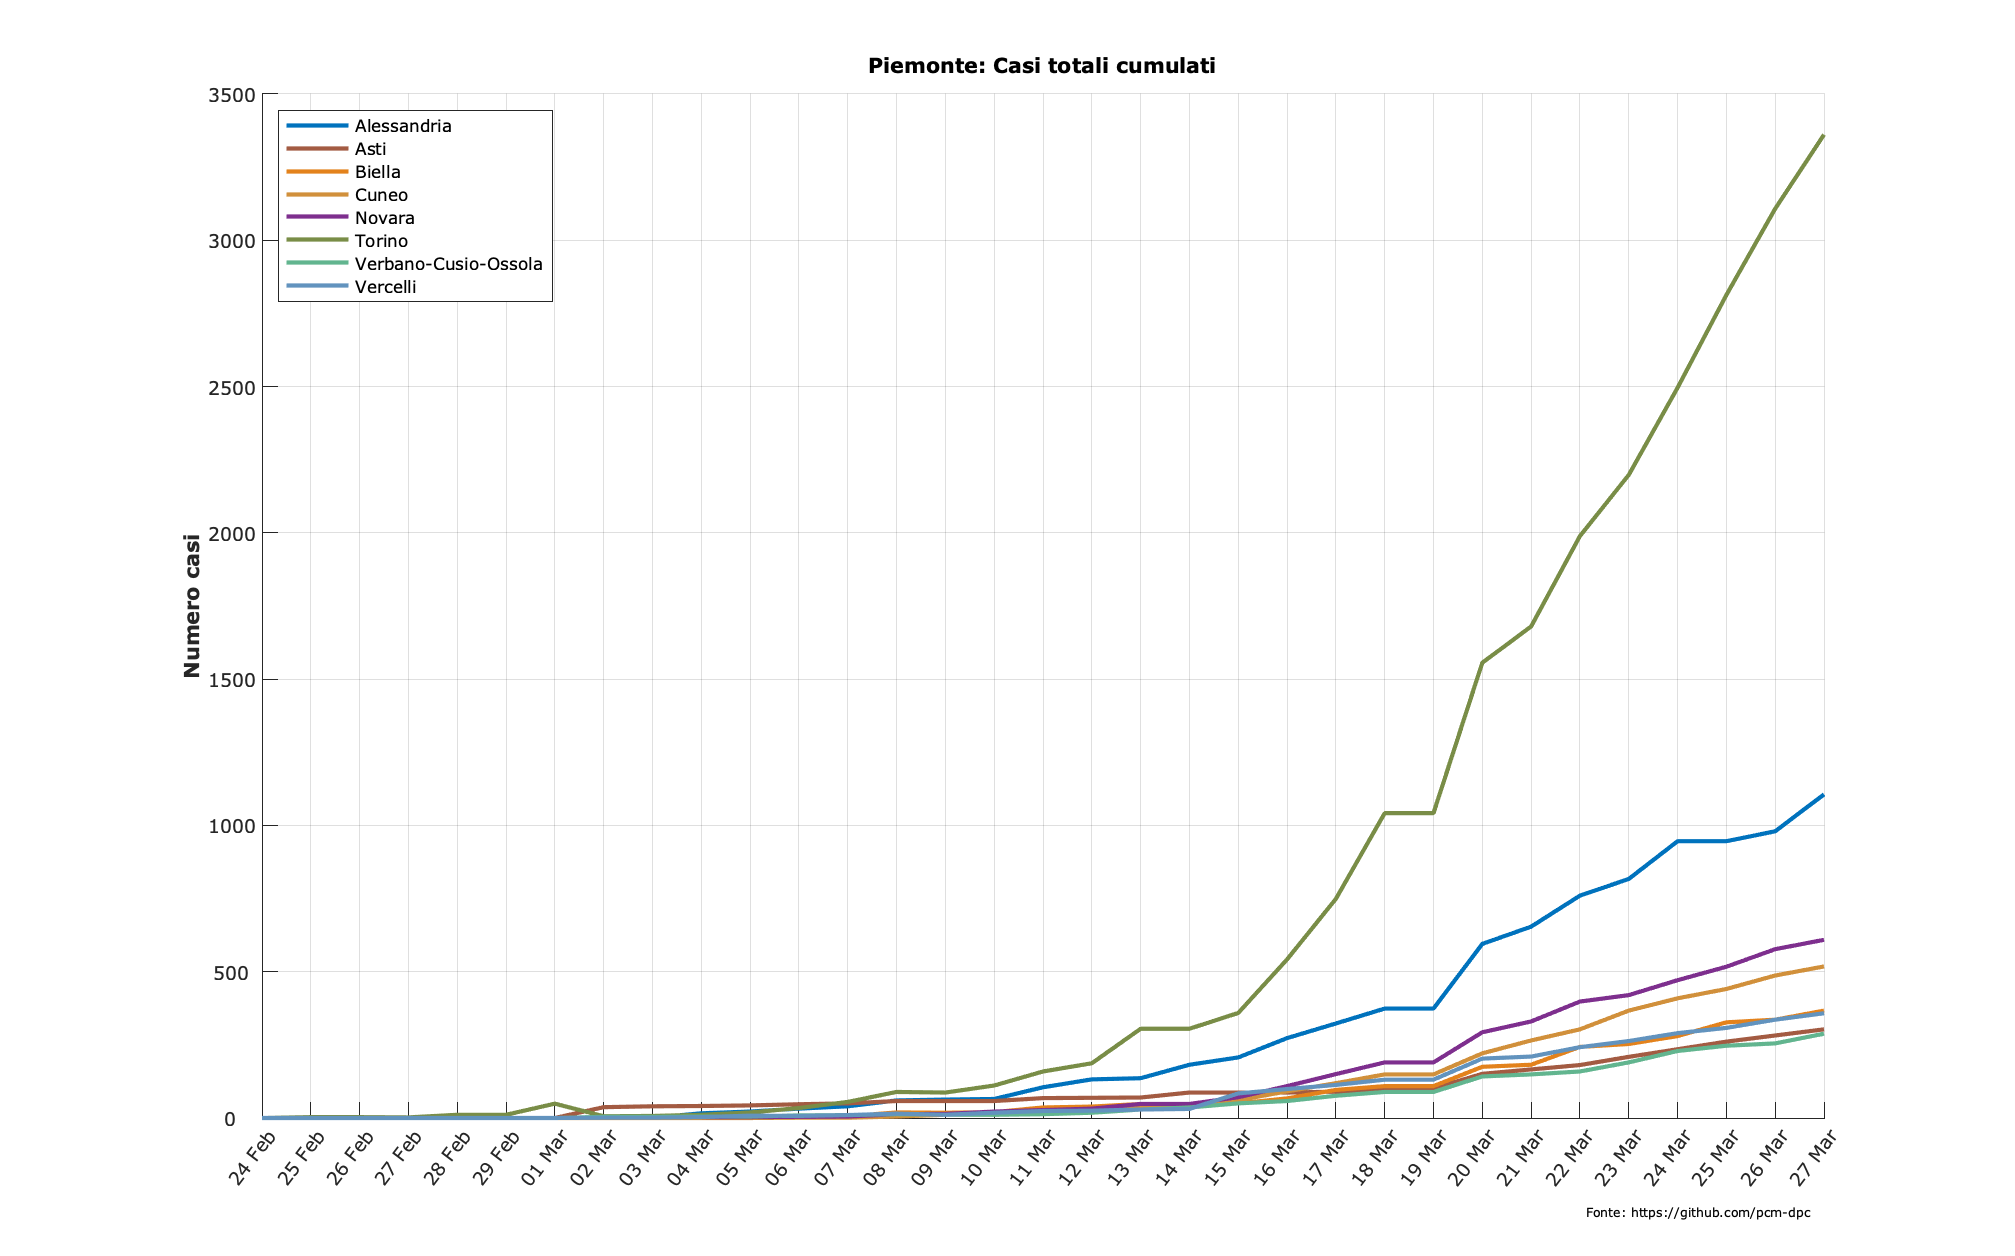 Piemonte: Casi totali cumulati
3500
3000
2500
2000
1500
1000
500
0
Numero casi
Alessandria
Asti
Biella
Cuneo
Novara
Torino
Verbano-Cusio-Ossola
Vercelli
24 Feb
25 Feb
26 Feb
27 Feb
28 Feb
29 Feb
01 Mar
02 Mar
03 Mar
04 Mar
05 Mar
06 Mar
07 Mar
08 Mar
09 Mar
10 Mar
11 Mar
12 Mar
13 Mar
14 Mar
15 Mar
16 Mar
17 Mar
18 Mar
19 Mar
20 Mar
21 Mar
22 Mar
23 Mar
24 Mar
25 Mar
26 Mar
27 Mar
Fonte: https://github.com/pcm-dpc